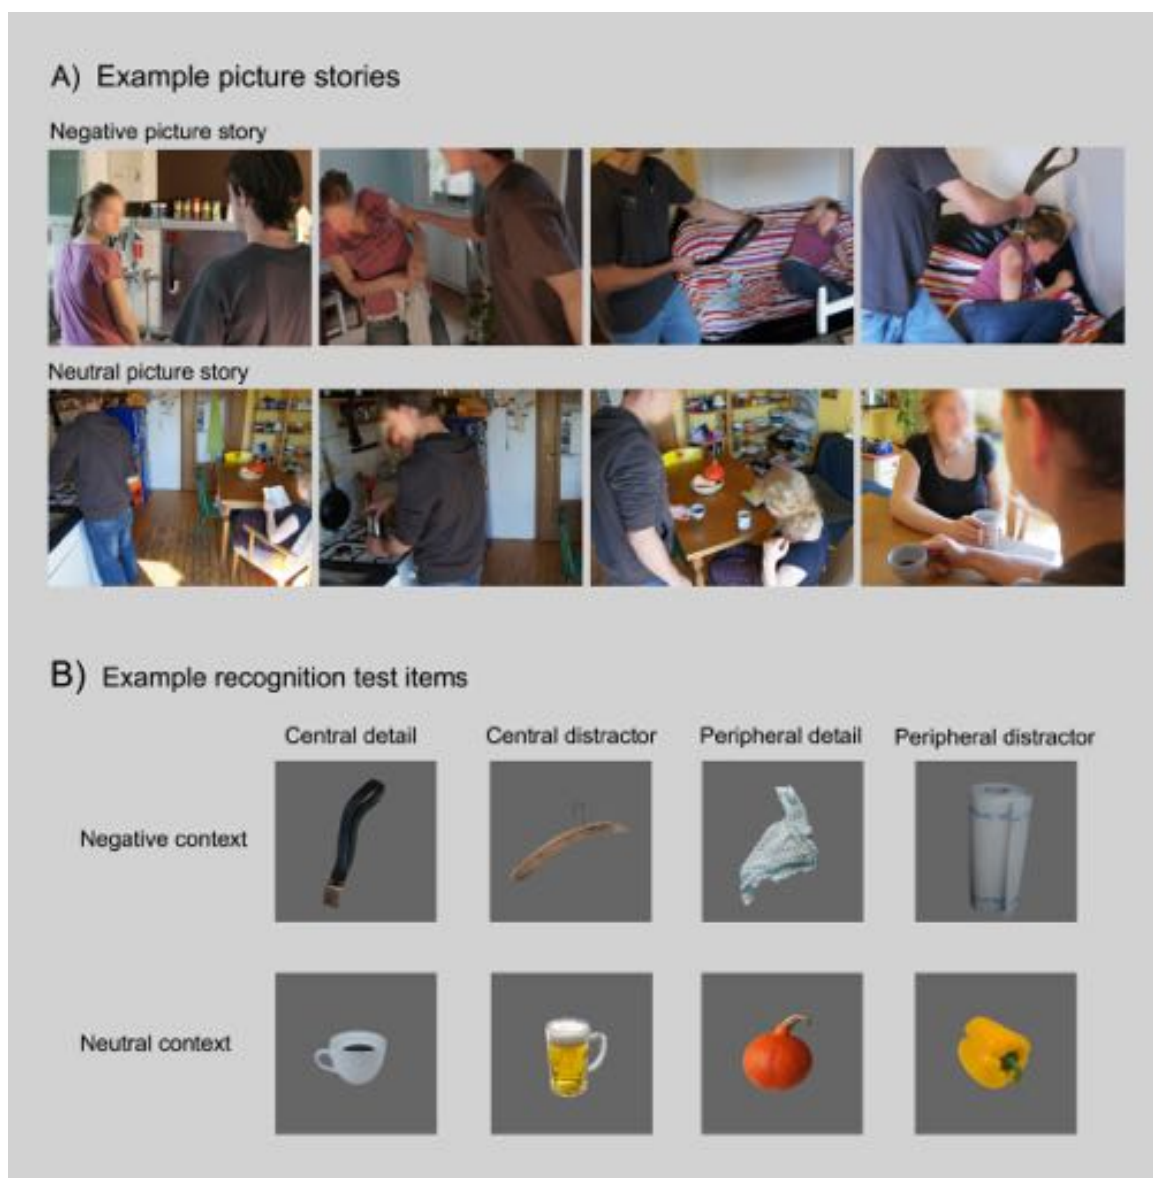 A) Example picture stories
Negative picture story
Neutral picture story
B) Example recognition test items
Central detail
Central distractor
Peripheral detail
Peripheral distractor
Negative context
Neutral context